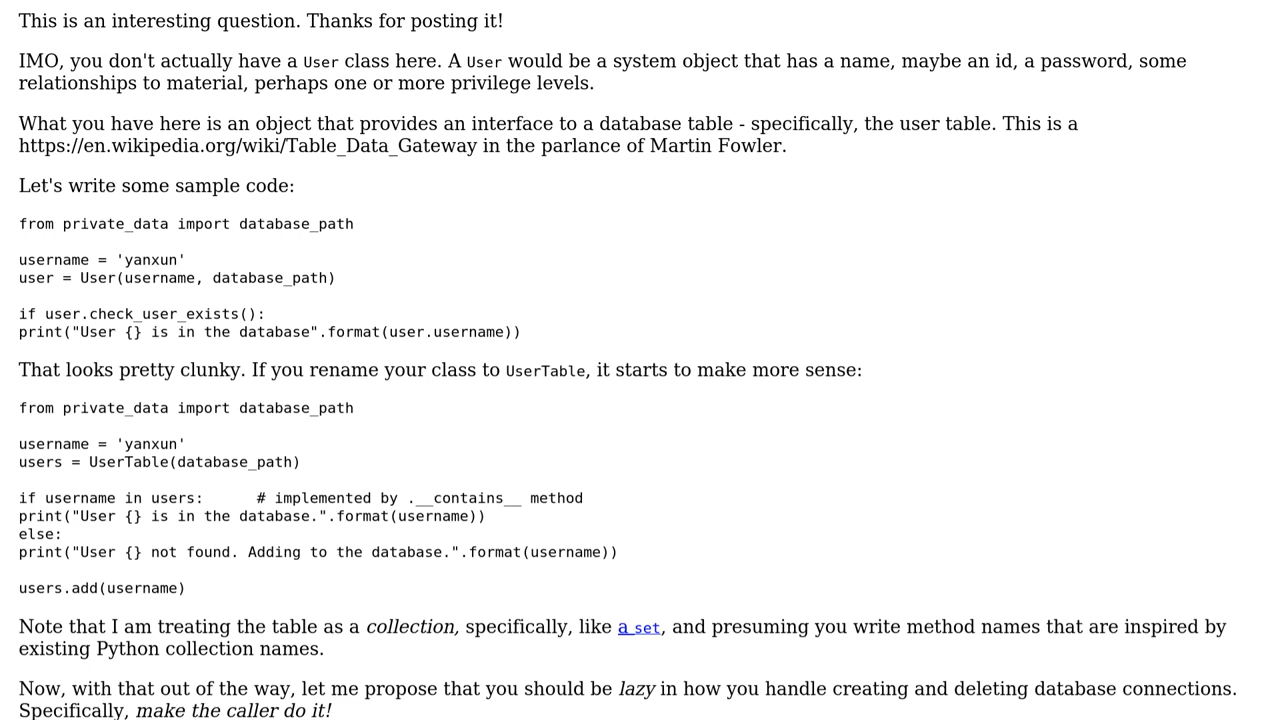 This is an interesting question. Thanks for posting it!
IMO, you don't actually have a User class here. A User would be a system object that has a name, maybe an id, a password, some
relationships to material, perhaps one or more privilege levels.
What you have here is an object that provides an interface to a database table - specifically, the user table. This is a
https://en.wikipedia.org/wiki/Table_Data_Gateway in the parlance of Martin Fowler.
Let's write some sample code:
from private_data import database_path
username = 'yanxun'
user = User(username, database_path)
if user.check_user_exists():
print("User {} is in the database".format(user.username))
That looks pretty clunky. If you rename your class to UserTable, it starts to make more sense:
from private_data import database_path
username = 'yanxun'
users = UserTable(database_path)
if username in users:      # implemented by .__contains__ method
print("User {} is in the database.".format(username))
else:
print("User {} not found. Adding to the database.".format(username))
users.add(username)
Note that I am treating the table as a collection, specifically, like a set, and presuming you write method names that are inspired by
existing Python collection names.
Now, with that out of the way, let me propose that you should be lazy in how you handle creating and deleting database connections.
Specifically, make the caller do it!